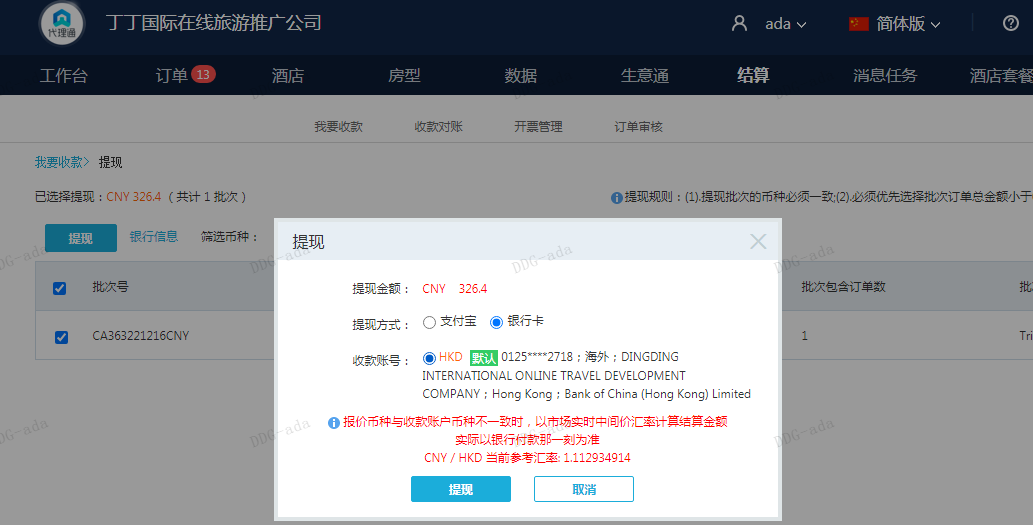 代理通
丁丁国际在线旅游推广公司
ada
简体版
工作台 订单 13 酒店 房型 数据 生意通 结算 消息任务 酒店套餐
我要收款 收款对账 开票管理 订单审核
我要收款> 提现
已选择提现：CNY 326.4 （ 共计 1 批次 ）
提现规则：(1).提现批次的币种必须一致;(2).必须优先选择批次订单总金额小于
提现 银行信息 筛选币种：
批次号 批次包含订单数 批
CA363221216CNY 1 Tri
提现
提现金额： CNY 326.4
提现方式： 支付宝 银行卡
收款账号： HKD 默认 0125****2718；海外；DINGDING
INTERNATIONAL ONLINE TRAVEL DEVELOPMENT
COMPANY；Hong Kong；Bank of China (Hong Kong) Limited
报价币种与收款账户币种不一致时，以市场实时中间价汇率计算结算金额
实际以银行付款那一刻为准
CNY / HKD 当前参考汇率: 1.112934914
提现 取消
DDG-ada
DDG-ada
DDG-ada
DDG-ada
DDG-ada
DDG-ada